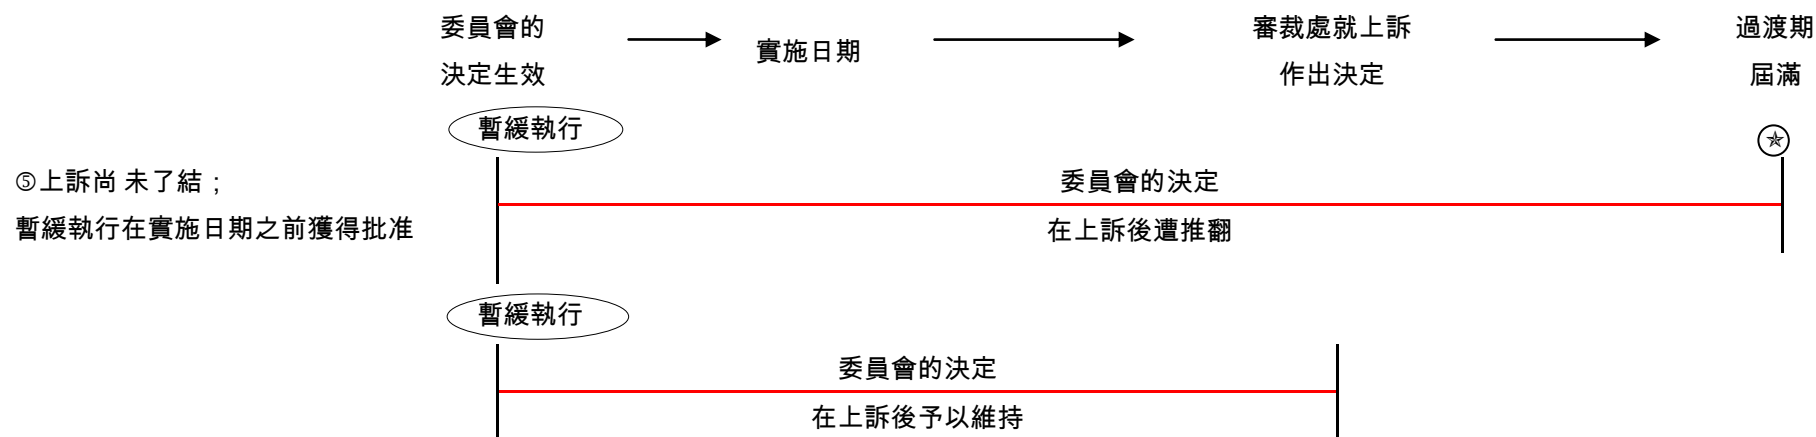 委員會的
決定生效
實施日期
審裁處就上訴
作出決定
過渡期
屆滿
暫緩執行
⑤上訴尚 未了結；
暫緩執行在實施日期之前獲得批准
委員會的決定
在上訴後遭推翻
暫緩執行
委員會的決定
在上訴後予以維持